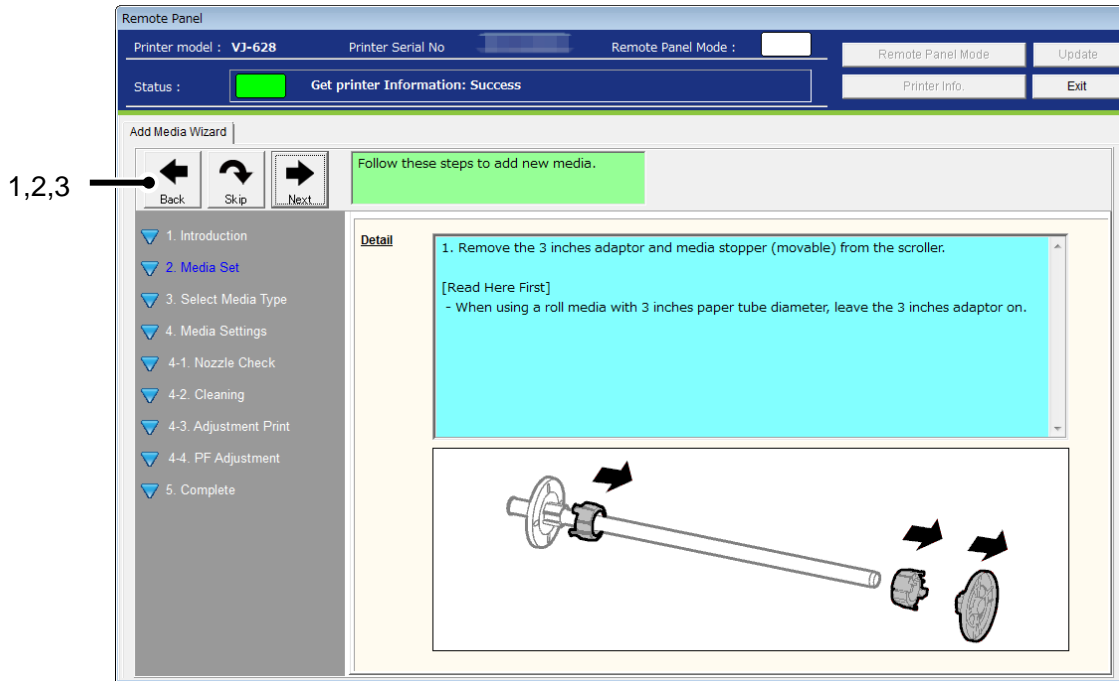 Remote Panel
Printer model : VJ-628 Printer Serial No Remote Panel Mode :
Remote Panel Mode Update
Status : Get printer Information: Success
Printer Info. Exit
Add Media Wizard
1,2,3
Back Skip Next
Follow these steps to add new media.
1. Introduction
2. Media Set
3. Select Media Type
4. Media Settings
4-1. Nozzle Check
4-2. Cleaning
4-3. Adjustment Print
4-4. PF Adjustment
5. Complete
Detail
1. Remove the 3 inches adaptor and media stopper (movable) from the scroller.
[Read Here First]
- When using a roll media with 3 inches paper tube diameter, leave the 3 inches adaptor on.